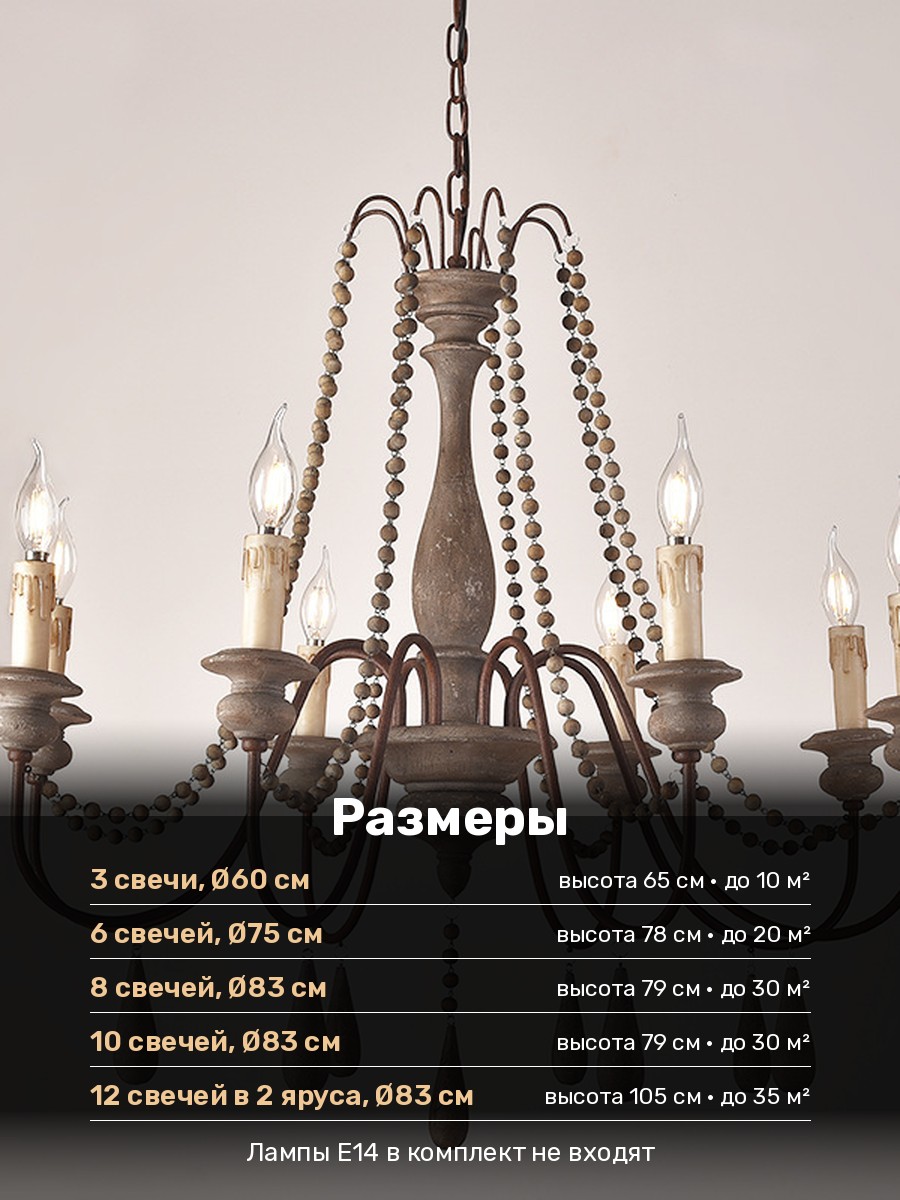 Размеры
3 свечи, Ø60 см высота 65 см • до 10 м²
6 свечей, Ø75 см высота 78 см • до 20 м²
8 свечей, Ø83 см высота 79 см • до 30 м²
10 свечей, Ø83 см высота 79 см • до 30 м²
12 свечей в 2 яруса, Ø83 см высота 105 см • до 35 м²
Лампы E14 в комплект не входят